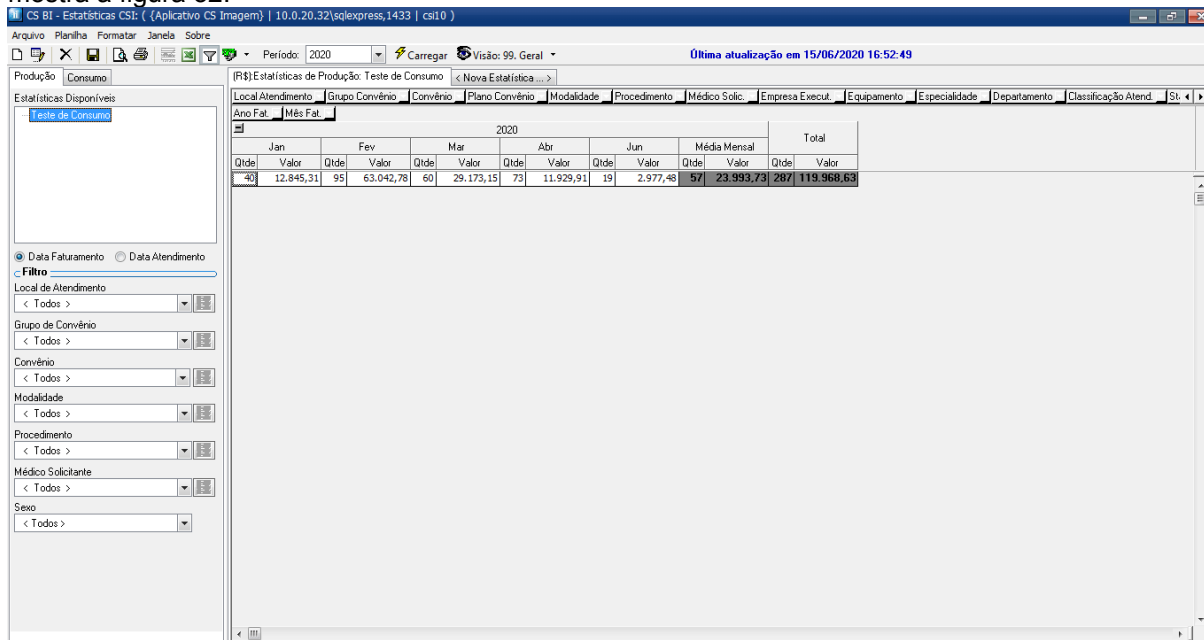 mostra a figura 02.
CS BI - Estatísticas CSI: ( {Aplicativo CS Imagem} | 10.0.20.32\sqlexpress,1433 | csi10 )
Arquivo Planilha Formatar Janela Sobre
Período: 2020 Carregar Visão: 99. Geral Última atualização em 15/06/2020 16:52:49
Produção Consumo
(R$):Estatísticas de Produção: Teste de Consumo < Nova Estatística ... >
Estatísticas Disponíveis
Teste de Consumo
Local Atendimento Grupo Convênio Convênio Plano Convênio Modalidade Procedimento Médico Solic. Empresa Execut. Equipamento Especialidade Departamento Classificação Atend. St
Ano Fat. Mês Fat.
2020 Total
Jan Fev Mar Abr Jun Média Mensal
Qtde Valor Qtde Valor Qtde Valor Qtde Valor Qtde Valor Qtde Valor Qtde Valor
40 12.845,31 95 63.042,78 60 29.173,15 73 11.929,91 19 2.977,48 57 23.993,73 287 119.968,63
Data Faturamento Data Atendimento
Filtro
Local de Atendimento
< Todos >
Grupo de Convênio
< Todos >
Convênio
< Todos >
Modalidade
< Todos >
Procedimento
< Todos >
Médico Solicitante
< Todos >
Sexo
< Todos >